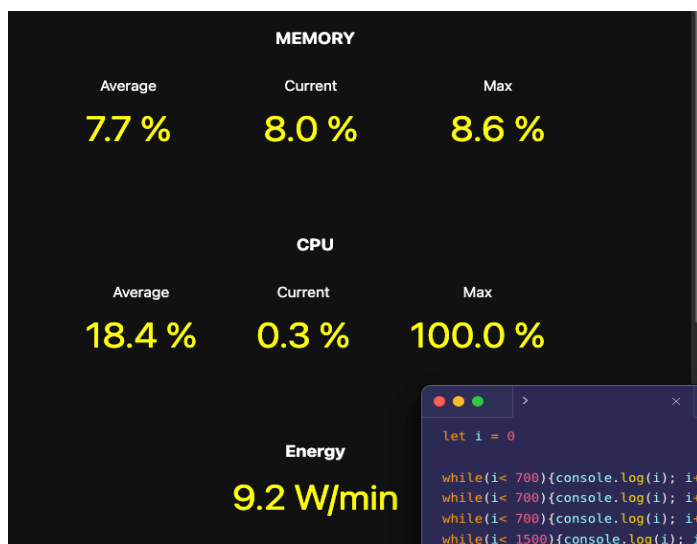 MEMORY
Average Current Max
7.7 % 8.0 % 8.6 %
CPU
Average Current Max
18.4 % 0.3 % 100.0 %
Energy
9.2 W/min
> ×
let i = 0
while(i< 700){console.log(i); i+
while(i< 700){console.log(i); i+
while(i< 700){console.log(i); i+
while(i< 1500){console.log(i); i